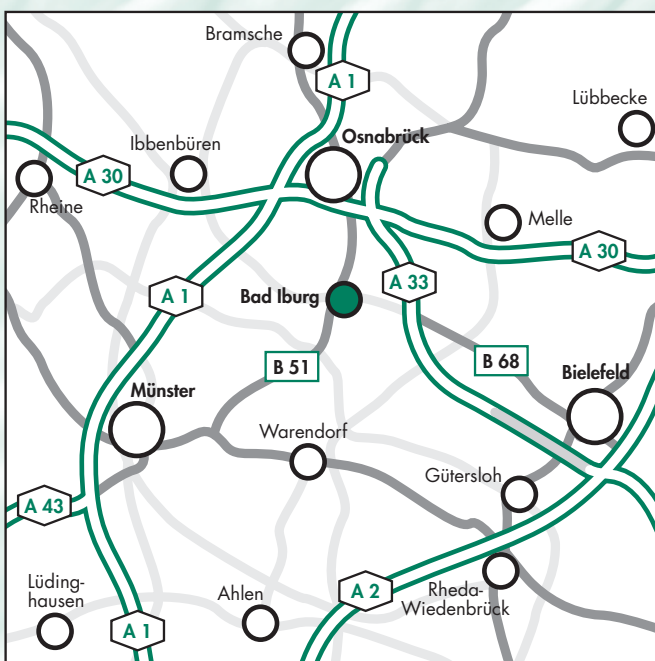 Bramsche
A 1
Lübbecke
Osnabrück
Ibbenbüren
A 30
Rheine
Melle
A 30
A 33
A 1
Bad Iburg
B 51
B 68
Bielefeld
Münster
Warendorf
Gütersloh
A 43
Lüding-
hausen
Ahlen
A 2
Rheda-
Wiedenbrück
A 1